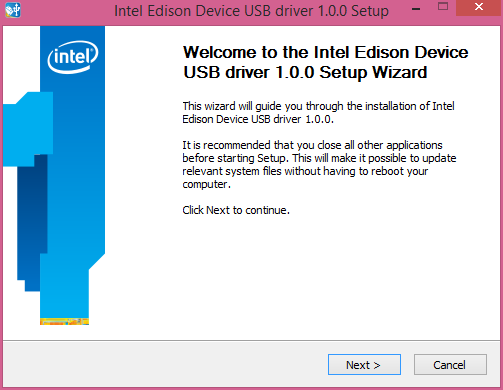 Intel Edison Device USB driver 1.0.0 Setup
intel
Welcome to the Intel Edison Device
USB driver 1.0.0 Setup Wizard
This wizard will guide you through the installation of Intel
Edison Device USB driver 1.0.0.
It is recommended that you close all other applications
before starting Setup. This will make it possible to update
relevant system files without having to reboot your
computer.
Click Next to continue.
Next >
Cancel